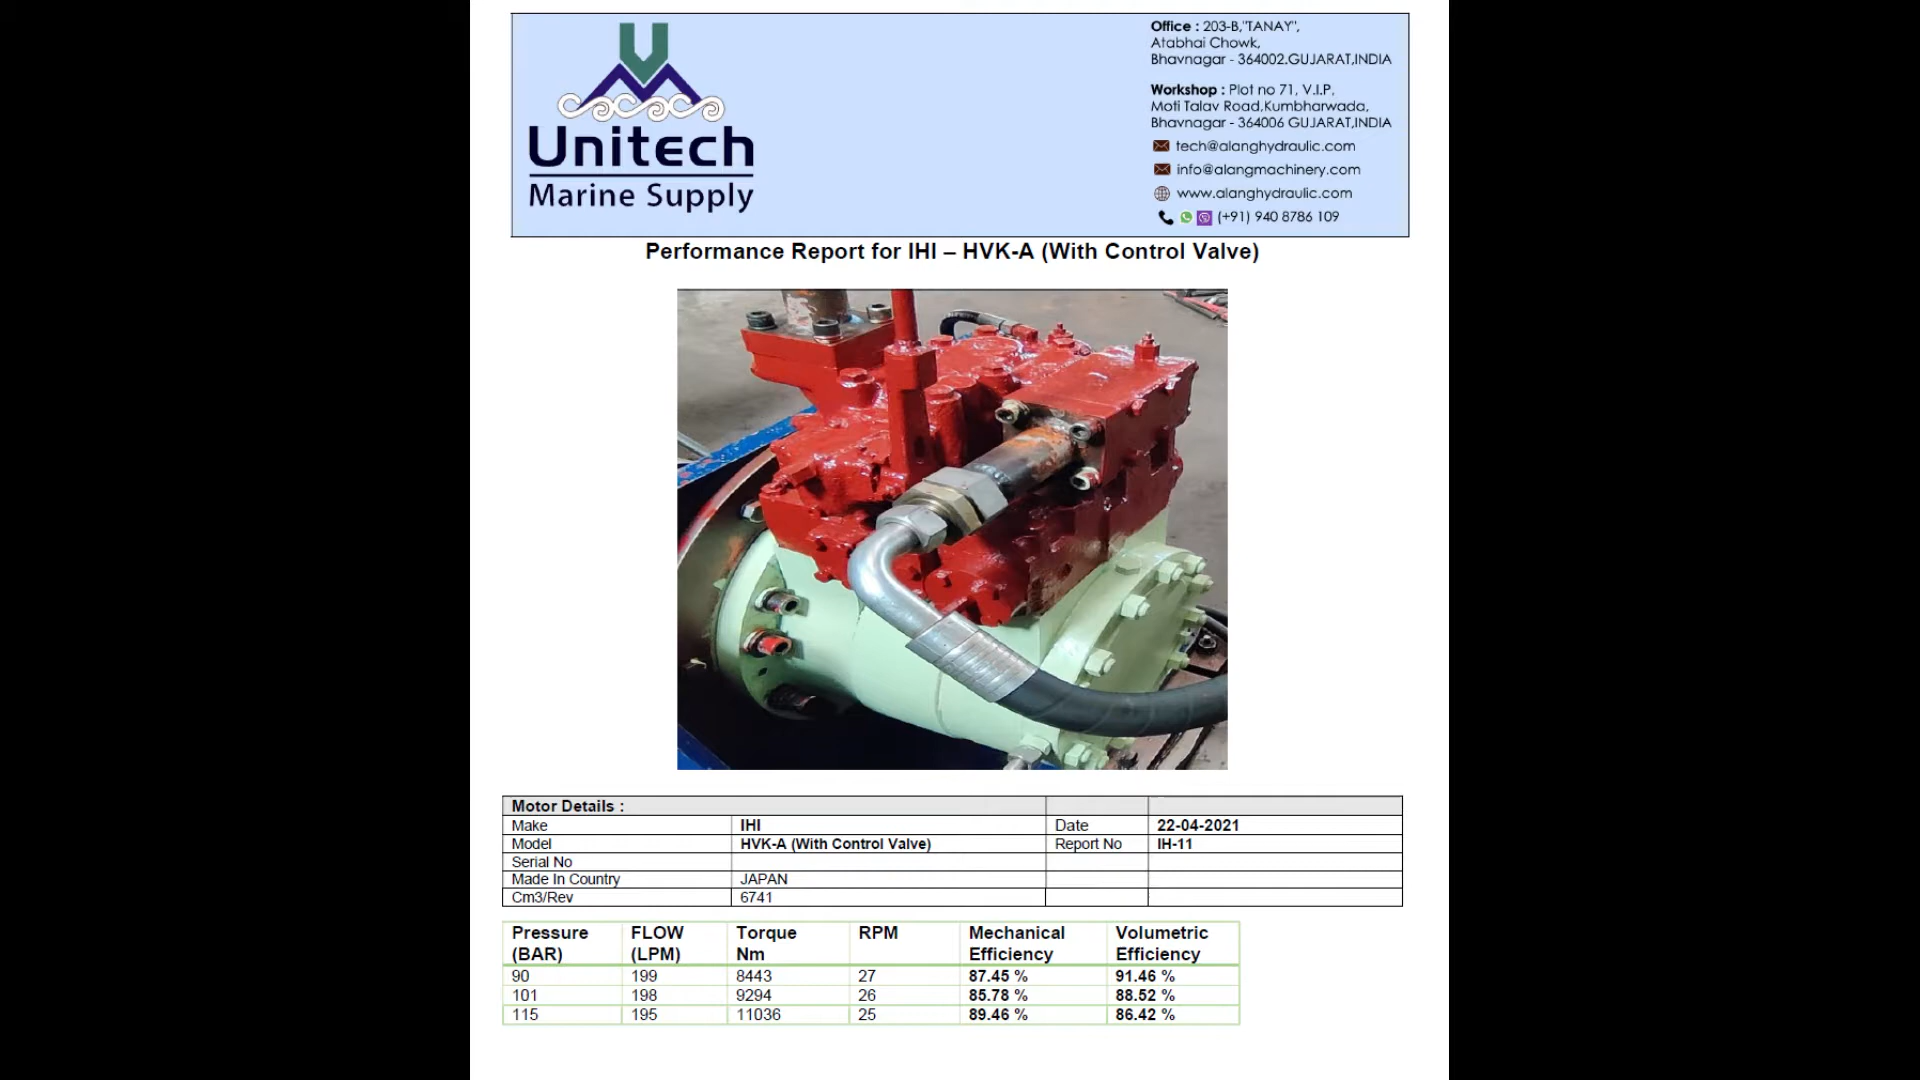 Unitech
Marine Supply
Office : 203-B,"TANAY",
Atabhai Chowk,
Bhavnagar - 364002.GUJARAT,INDIA
Workshop : Plot no 71, V.I.P,
Moti Talav Road,Kumbharwada,
Bhavnagar - 364006 GUJARAT,INDIA
tech@alanghydraulic.com
info@alangmachinery.com
www.alanghydraulic.com
(+91) 940 8786 109
Performance Report for IHI – HVK-A (With Control Valve)
Motor Details :
Make IHI Date 22-04-2021
Model HVK-A (With Control Valve) Report No IH-11
Serial No
Made In Country JAPAN
Cm3/Rev 6741
Pressure FLOW Torque RPM Mechanical Volumetric
(BAR) (LPM) Nm Efficiency Efficiency
90 199 8443 27 87.45 % 91.46 %
101 198 9294 26 85.78 % 88.52 %
115 195 11036 25 89.46 % 86.42 %